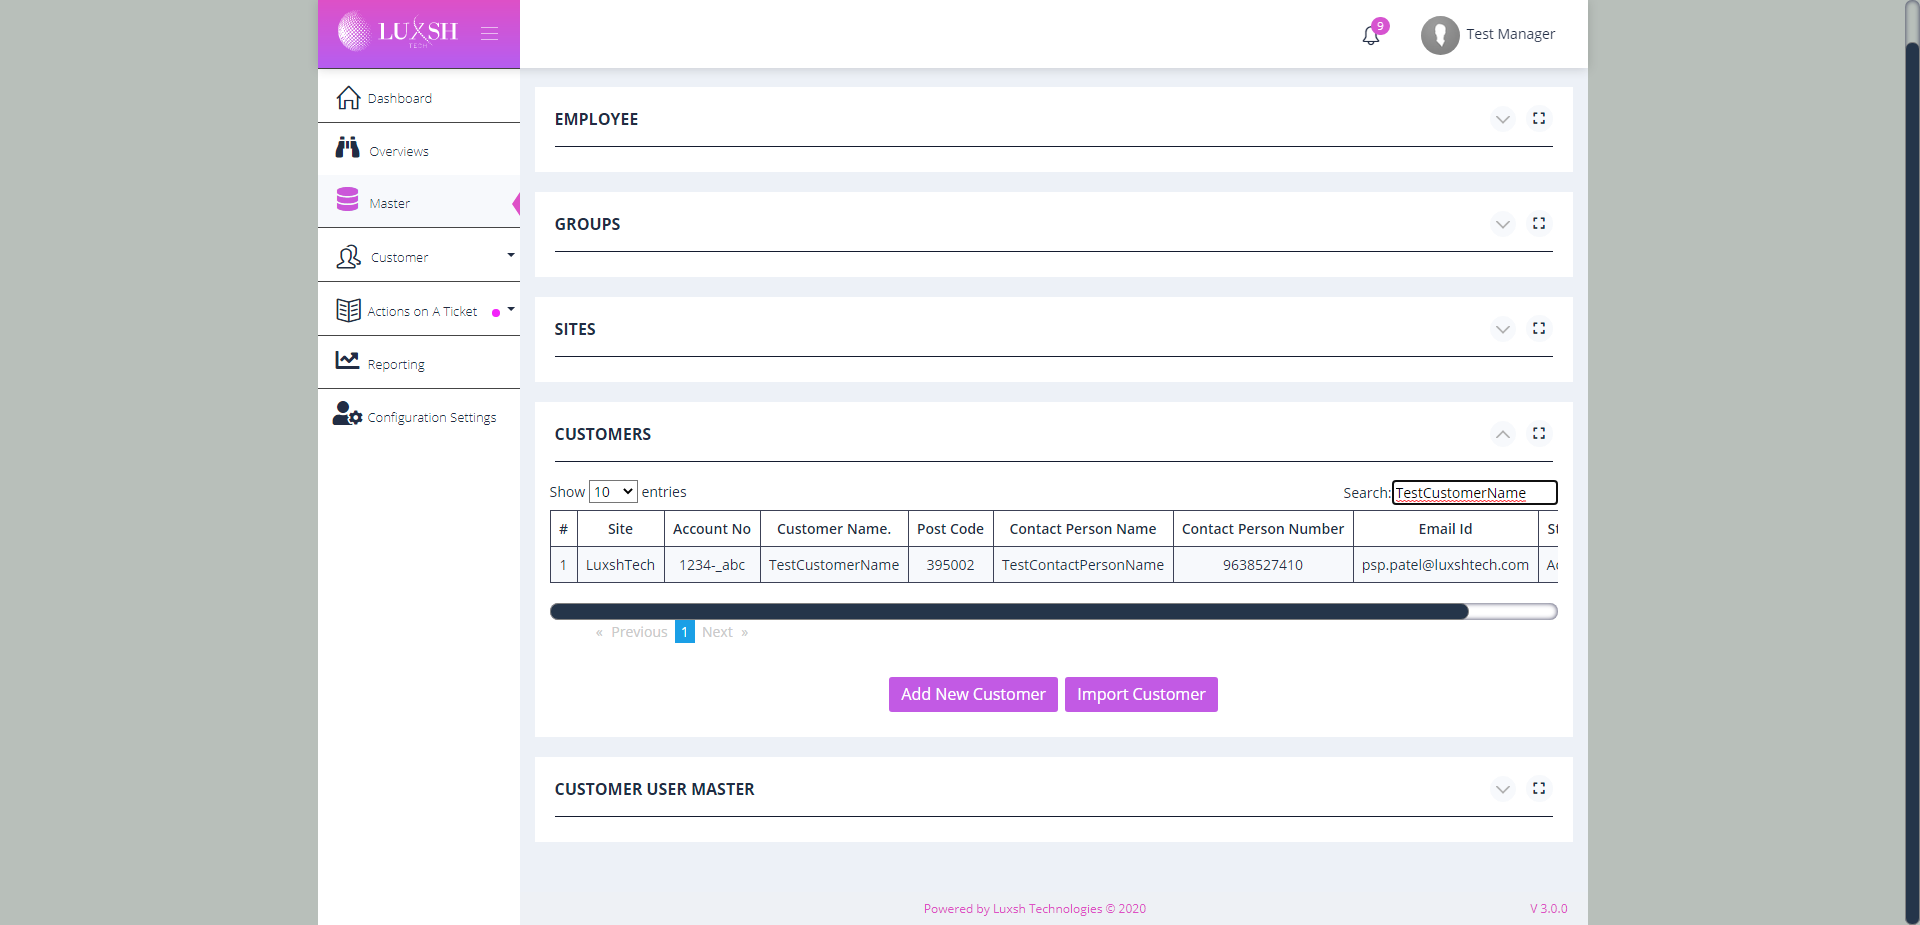 LUXSH
TECH
9
Test Manager
Dashboard
Overviews
Master
Customer
Actions on A Ticket
Reporting
Configuration Settings
EMPLOYEE
GROUPS
SITES
CUSTOMERS
Show 10 entries
Search: TestCustomerName
# Site Account No Customer Name. Post Code Contact Person Name Contact Person Number Email Id
1 LuxshTech 1234-_abc TestCustomerName 395002 TestContactPersonName 9638527410 psp.patel@luxshtech.com
« Previous 1 Next »
Add New Customer Import Customer
CUSTOMER USER MASTER
Powered by Luxsh Technologies © 2020
V 3.0.0